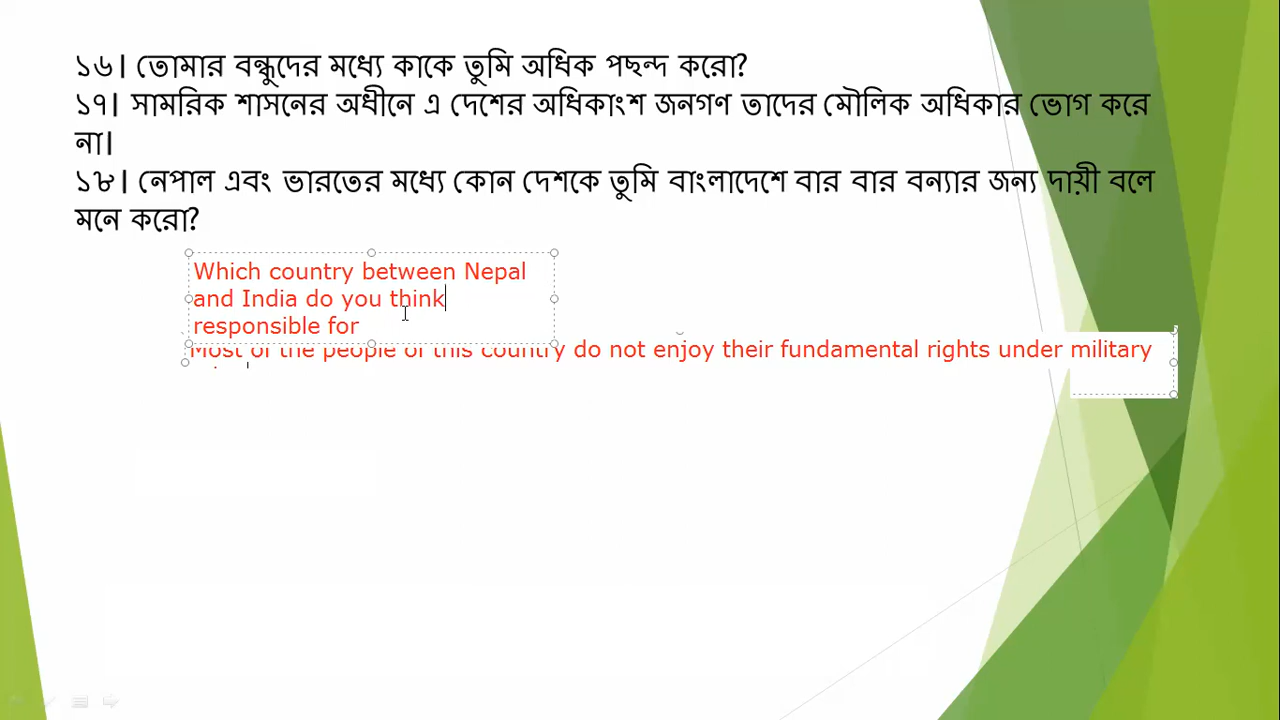 ১৬। তোমার বন্ধুদের মধ্যে কাকে তুমি অধিক পছন্দ করো?
১৭। সামরিক শাসনের অধীনে এ দেশের অধিকাংশ জনগণ তাদের মৌলিক অধিকার ভোগ করে
না।
১৮। নেপাল এবং ভারতের মধ্যে কোন দেশকে তুমি বাংলাদেশে বার বার বন্যার জন্য দায়ী বলে
মনে করো?
Which country between Nepal
and India do you think
responsible for
Most of the people of this country do not enjoy their fundamental rights under military